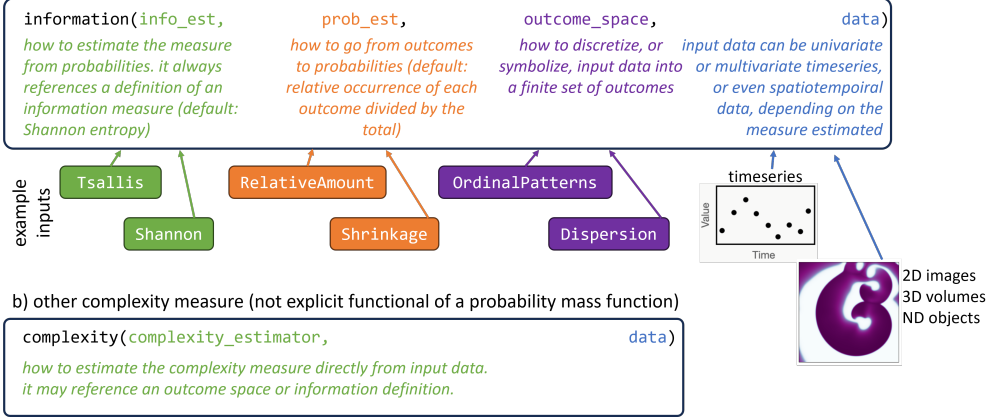 information(info_est, prob_est, outcome_space, data)
how to estimate the measure
from probabilities. it always
references a definition of an
information measure (default:
Shannon entropy)
how to go from outcomes
to probabilities (default:
relative occurrence of each
outcome divided by the
total)
how to discretize, or
symbolize, input data into
a finite set of outcomes
input data can be univariate
or multivariate timeseries,
or even spatiotempoiral
data, depending on the
measure estimated
example
inputs
Tsallis
Shannon
RelativeAmount
Shrinkage
OrdinalPatterns
Dispersion
timeseries
Value
Time
2D images
3D volumes
ND objects
b) other complexity measure (not explicit functional of a probability mass function)
complexity(complexity_estimator, data)
how to estimate the complexity measure directly from input data.
it may reference an outcome space or information definition.